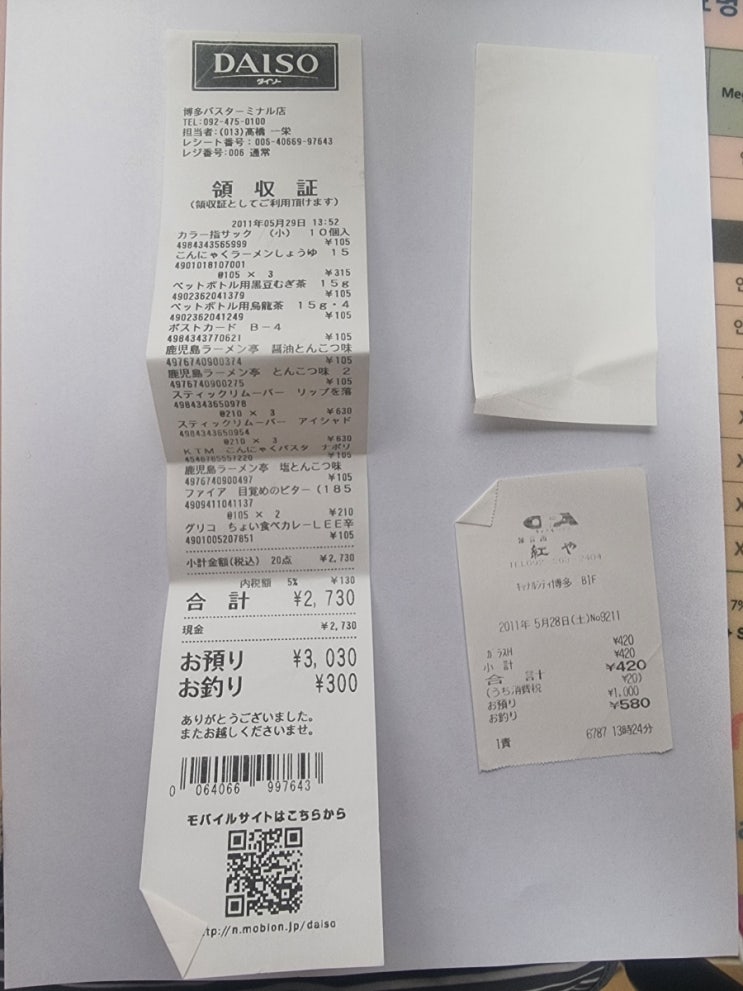 DAISO
ダイソー
博多バスターミナル店
TEL:092-475-0100
担当者:(013)高橋 一栄
レシート番号:005-40669-97643
レジ番号:006 通常
領収証
(領収証としてご利用頂けます)
2011年05月29日 13:52
カラー指サック (小) 10個入
4984343565999 ¥105
こんにゃくラーメンしょうゆ 15
4901018107001
@105 × 3 ¥315
ペットボトル用黒豆むぎ茶 15g
4902362041379 ¥105
ペットボトル用烏龍茶 15g・4
4902362041249 ¥105
ポストカード B-4
4984343770621 ¥105
鹿児島ラーメン亭 醤油とんこつ味
4976740900374 ¥105
鹿児島ラーメン亭 とんこつ味 2
4976740900275 ¥105
スティックリムーバー リップを落
4984343650978
@210 × 3 ¥630
スティックリムーバー アイシャド
4984343650954
@210 × 3 ¥630
KTM こんにゃくパスタ ナポリ
4546765557220 ¥105
鹿児島ラーメン亭 塩とんこつ味
4976740900497 ¥105
ファイア 目覚めのビター(185
4909411041137
@105 × 2 ¥210
グリコ ちょい食べカレーLEE辛
4901005207851 ¥105
小計金額(税込) 20点 ¥2,730
内税額 5% ¥130
合計 ¥2,730
現金 ¥2,730
お預り ¥3,030
お釣り ¥300
ありがとうございました。
またお越しくださいませ。
0 064066 997643
モバイルサイトはこちらから
tp://n.mobion.jp/daiso
紅や
キャナルシティ博多 B1F
2011年 5月28日(土)No9211
¥420
小計 ¥420
合計 ¥420
(うち消費税 ¥20)
お預り ¥1,000
お釣り ¥580
1責 6787 13時24分
Me
7%